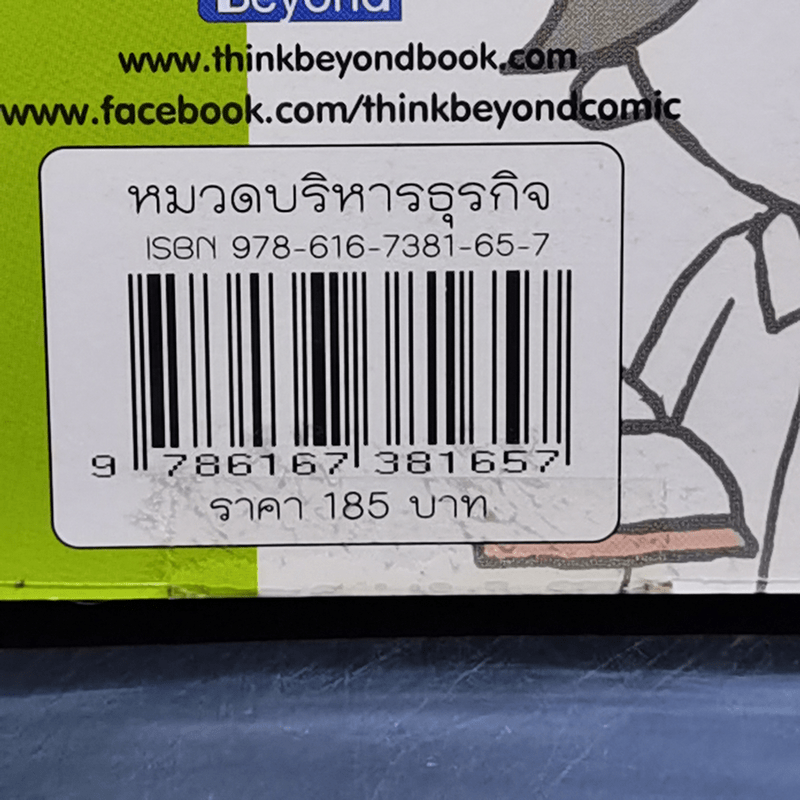 Beyond
www.thinkbeyondbook.com
www.facebook.com/thinkbeyondcomic
หมวดบริหารธุรกิจ
ISBN 978-616-7381-65-7
9 786167 381657
ราคา 185 บาท